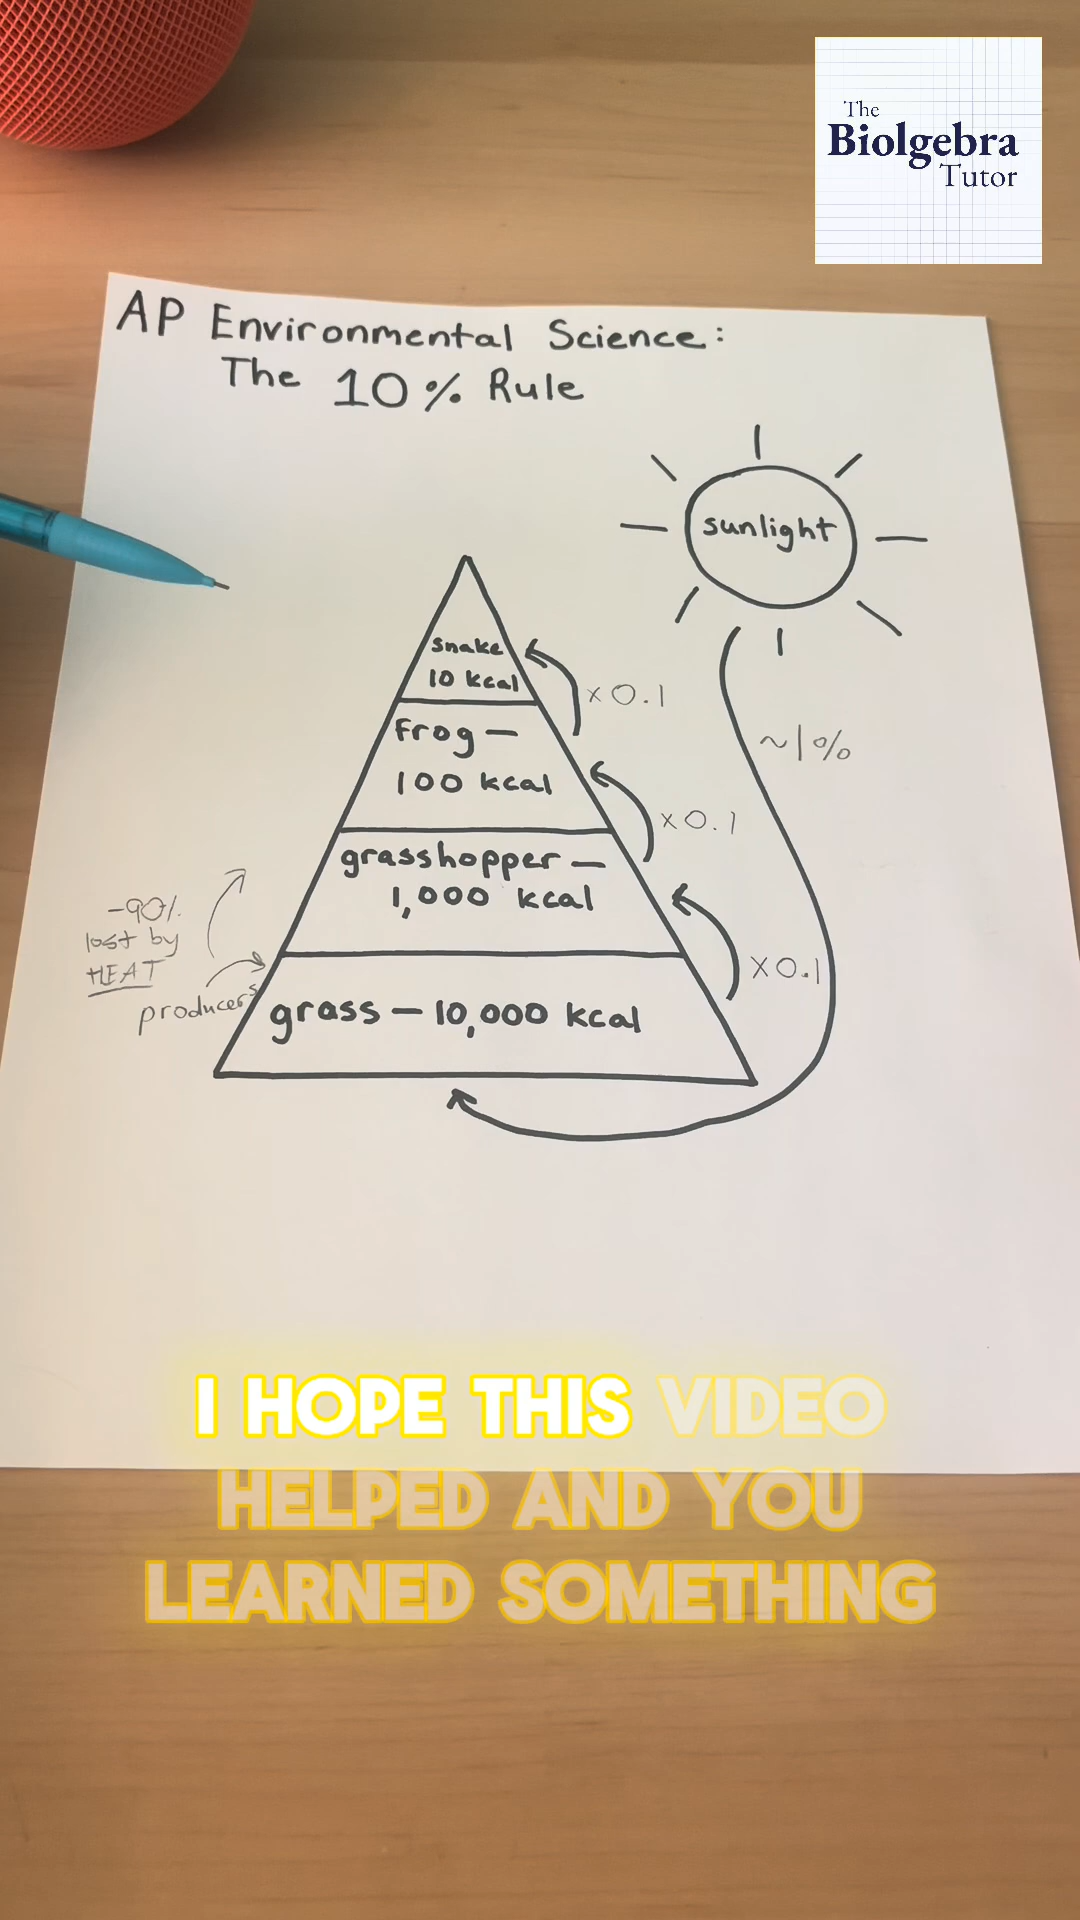 The
Biolgebra
Tutor
AP Environmental Science:
The 10% Rule
sunlight
snake
10 kcal
x 0.1
~1%
frog —
100 kcal
x 0.1
grasshopper —
1,000 kcal
-90%
lost by
HEAT
x 0.1
producers
grass — 10,000 kcal
I HOPE THIS VIDEO
HELPED AND YOU
LEARNED SOMETHING